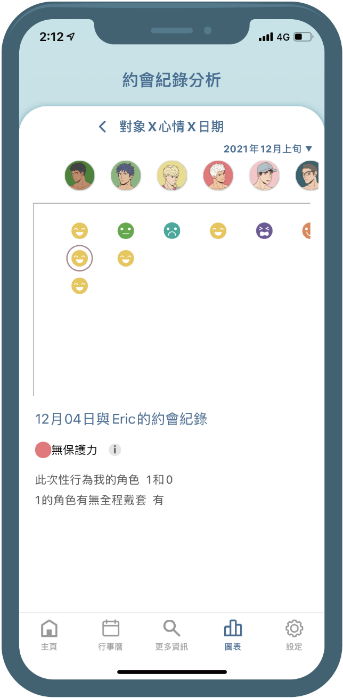 2:12
4G
約會紀錄分析
對象X心情X日期
2021年12月上旬 ▼
12月04日與Eric的約會紀錄
無保護力 i
此次性行為我的角色 1和0
1的角色有無全程戴套 有
主頁 行事曆 更多資訊 圖表 設定